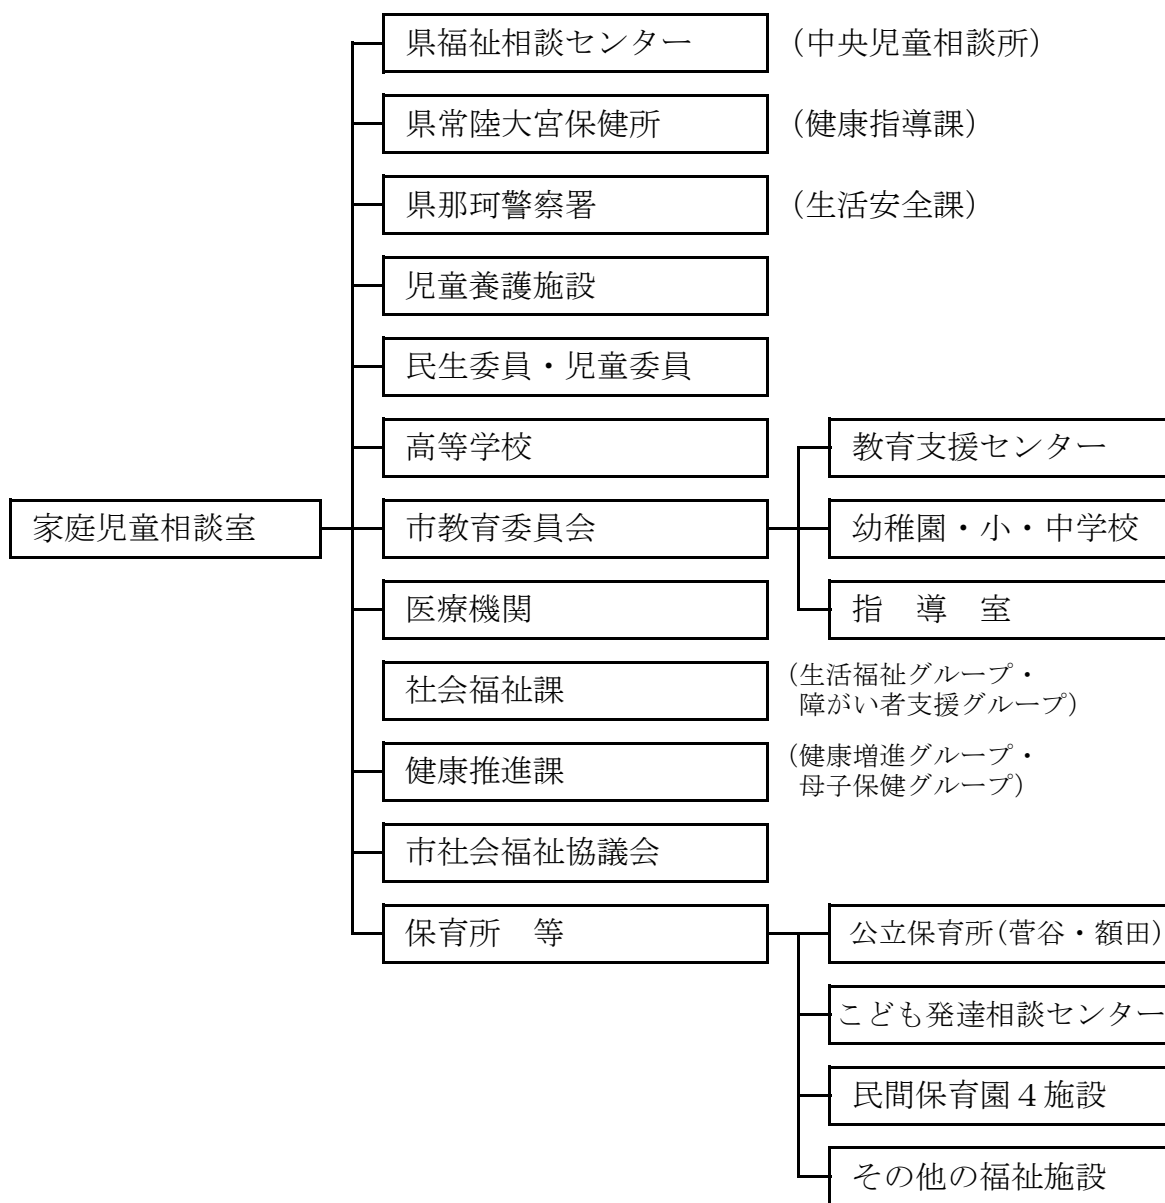 県福祉相談センター
（中央児童相談所）
県常陸大宮保健所
（健康指導課）
県那珂警察署
（生活安全課）
児童養護施設
民生委員・児童委員
高等学校
教育支援センター
家庭児童相談室
市教育委員会
幼稚園・小・中学校
医療機関
指　導　室
社会福祉課
（生活福祉グループ・
障がい者支援グループ）
健康推進課
（健康増進グループ・
母子保健グループ）
市社会福祉協議会
保育所　等
公立保育所（菅谷・額田）
こども発達相談センター
民間保育園４施設
その他の福祉施設